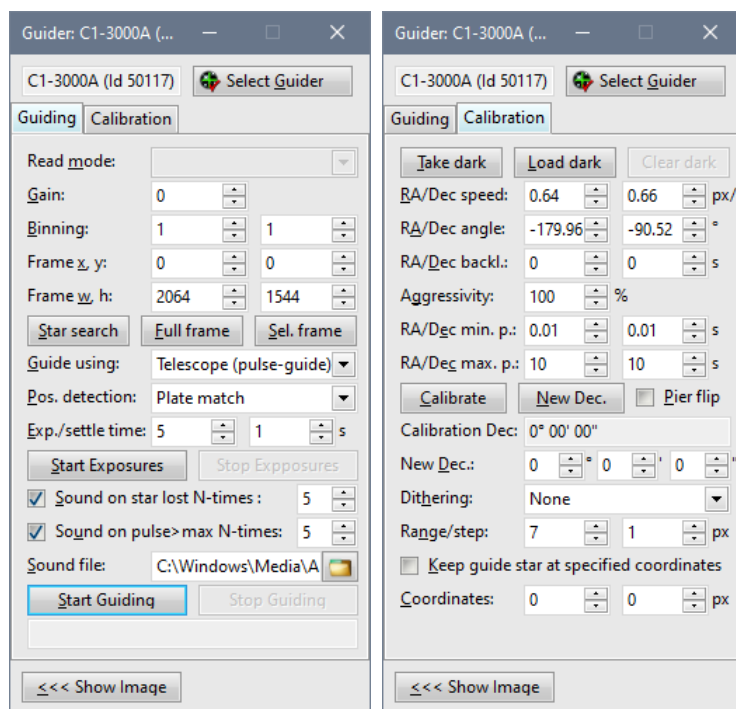 Guider: C1-3000A (...
C1-3000A (Id 50117) Select Guider
Guiding Calibration
Read mode:
Gain: 0
Binning: 1 1
Frame x, y: 0 0
Frame w, h: 2064 1544
Star search Full frame Sel. frame
Guide using: Telescope (pulse-guide)
Pos. detection: Plate match
Exp./settle time: 5 1 s
Start Exposures Stop Expposures
Sound on star lost N-times : 5
Sound on pulse>max N-times: 5
Sound file: C:\Windows\Media\A
Start Guiding Stop Guiding
<<< Show Image
Guider: C1-3000A (...
C1-3000A (Id 50117) Select Guider
Guiding Calibration
Take dark Load dark Clear dark
RA/Dec speed: 0.64 0.66 px/
RA/Dec angle: -179.96 -90.52 °
RA/Dec backl.: 0 0 s
Aggressivity: 100 %
RA/Dec min. p.: 0.01 0.01 s
RA/Dec max. p.: 10 10 s
Calibrate New Dec. Pier flip
Calibration Dec: 0° 00' 00"
New Dec.: 0 ° 0 ' 0 "
Dithering: None
Range/step: 7 1 px
Keep guide star at specified coordinates
Coordinates: 0 0 px
<<< Show Image